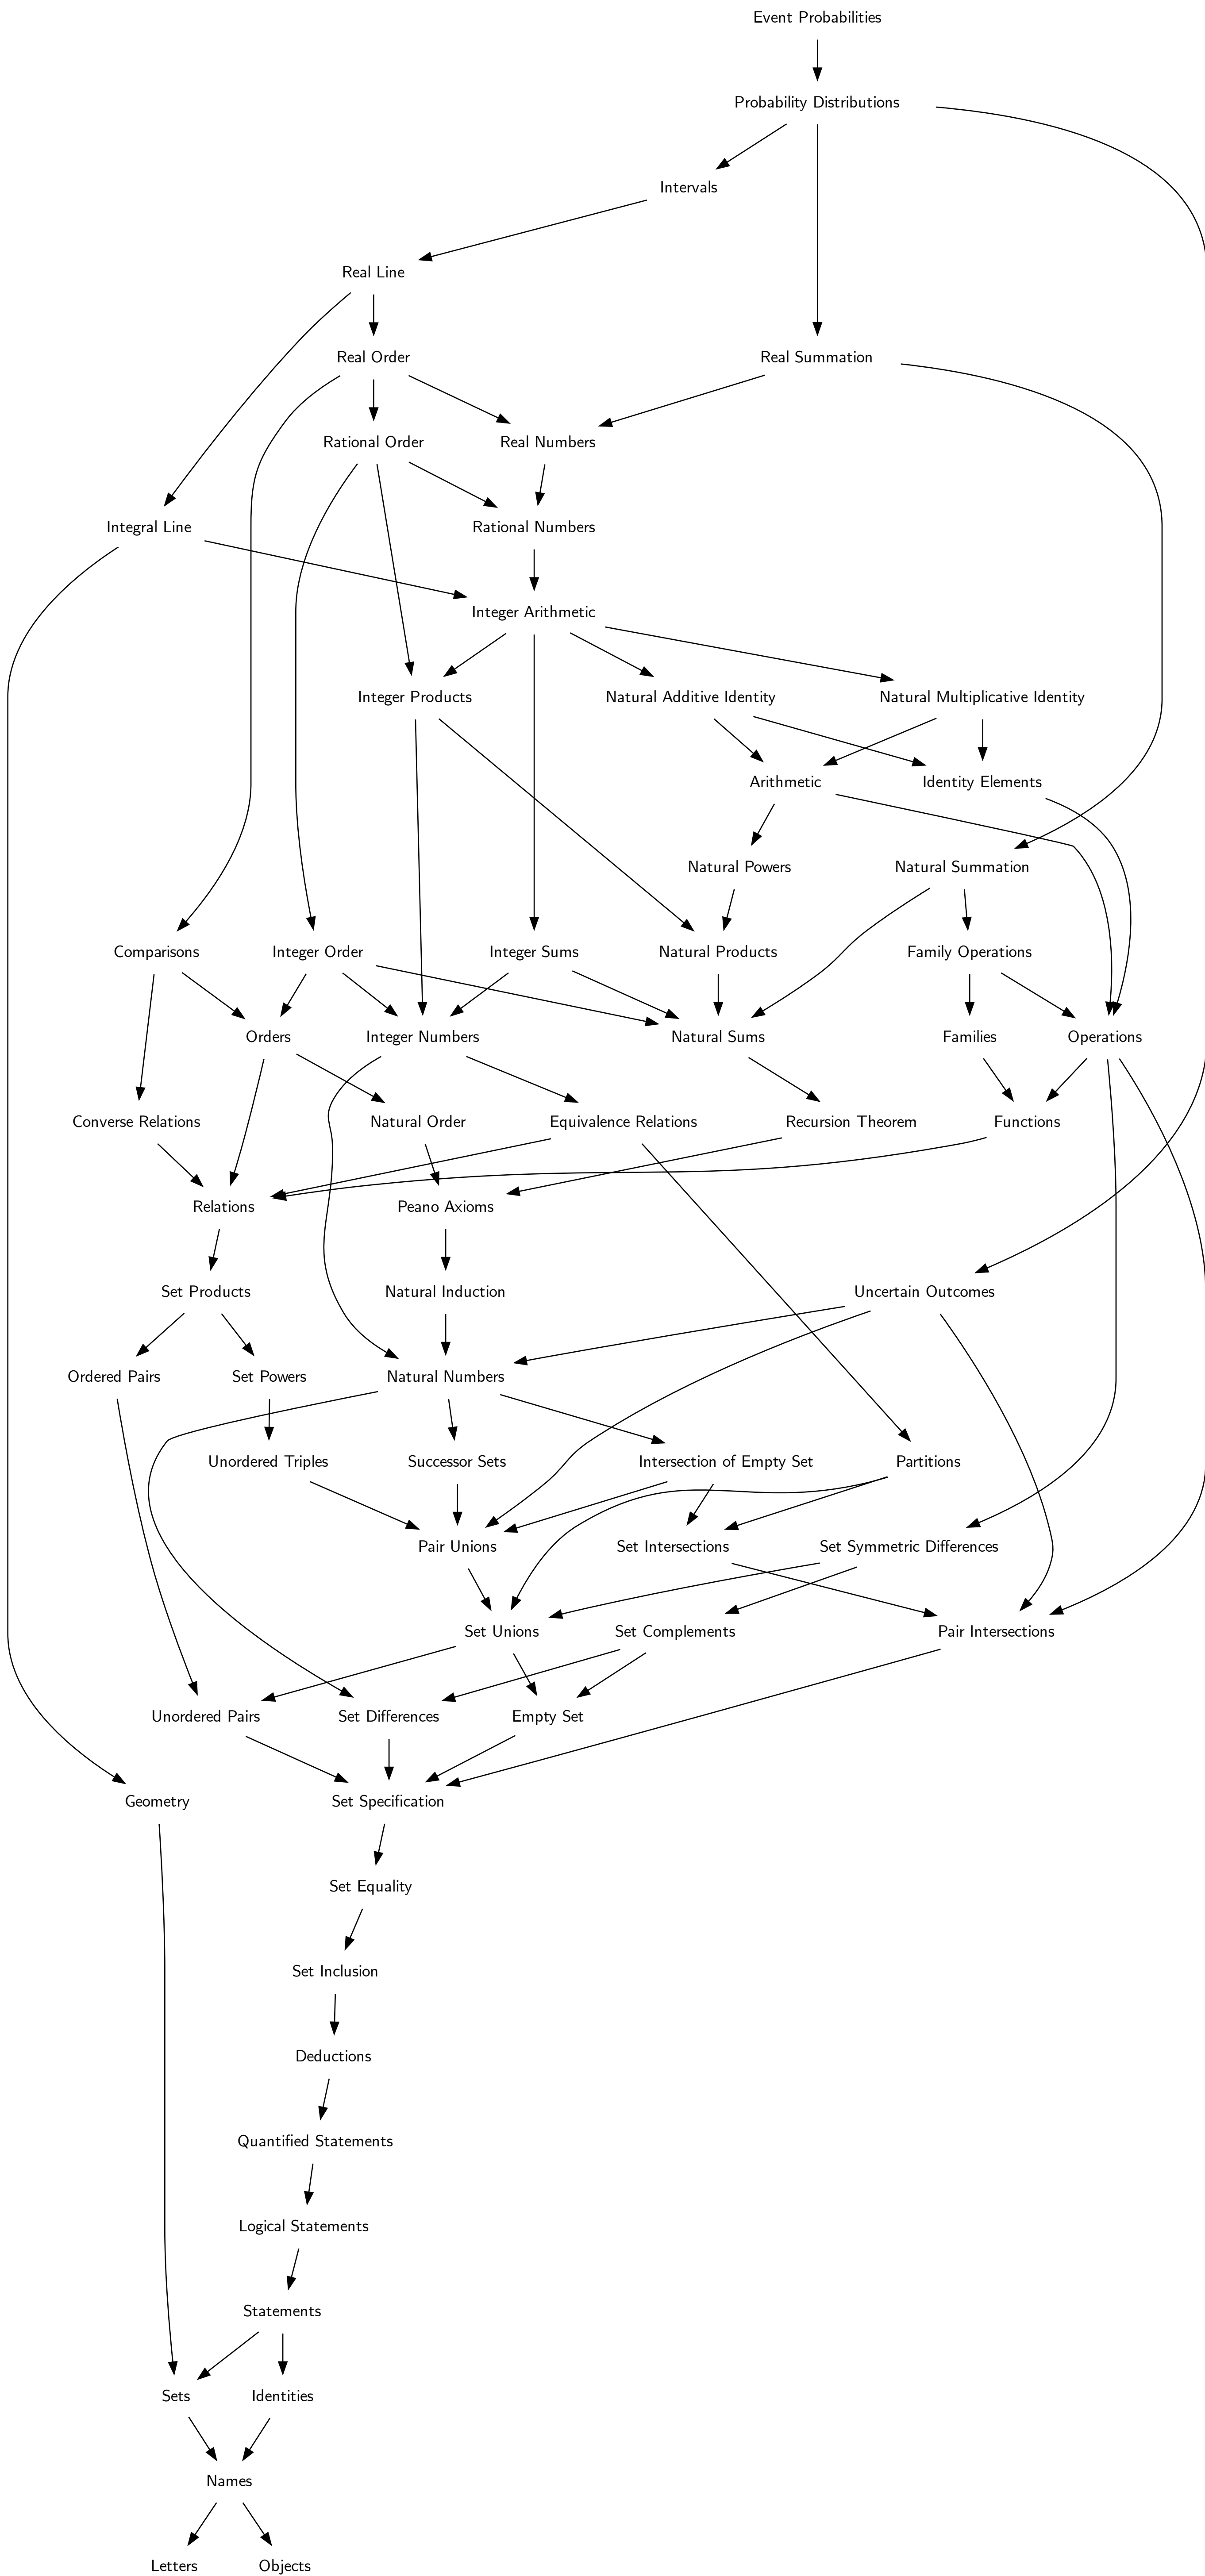 Event Probabilities
Probability Distributions
Intervals
Real Line
Real Order
Real Summation
Rational Order
Real Numbers
Integral Line
Rational Numbers
Integer Arithmetic
Integer Products
Natural Additive Identity
Natural Multiplicative Identity
Arithmetic
Identity Elements
Natural Powers
Natural Summation
Comparisons
Integer Order
Integer Sums
Natural Products
Family Operations
Orders
Integer Numbers
Natural Sums
Families
Operations
Converse Relations
Natural Order
Equivalence Relations
Recursion Theorem
Functions
Relations
Peano Axioms
Set Products
Natural Induction
Uncertain Outcomes
Ordered Pairs
Set Powers
Natural Numbers
Unordered Triples
Successor Sets
Intersection of Empty Set
Partitions
Pair Unions
Set Intersections
Set Symmetric Differences
Set Unions
Set Complements
Pair Intersections
Unordered Pairs
Set Differences
Empty Set
Geometry
Set Specification
Set Equality
Set Inclusion
Deductions
Quantified Statements
Logical Statements
Statements
Sets
Identities
Names
Letters
Objects